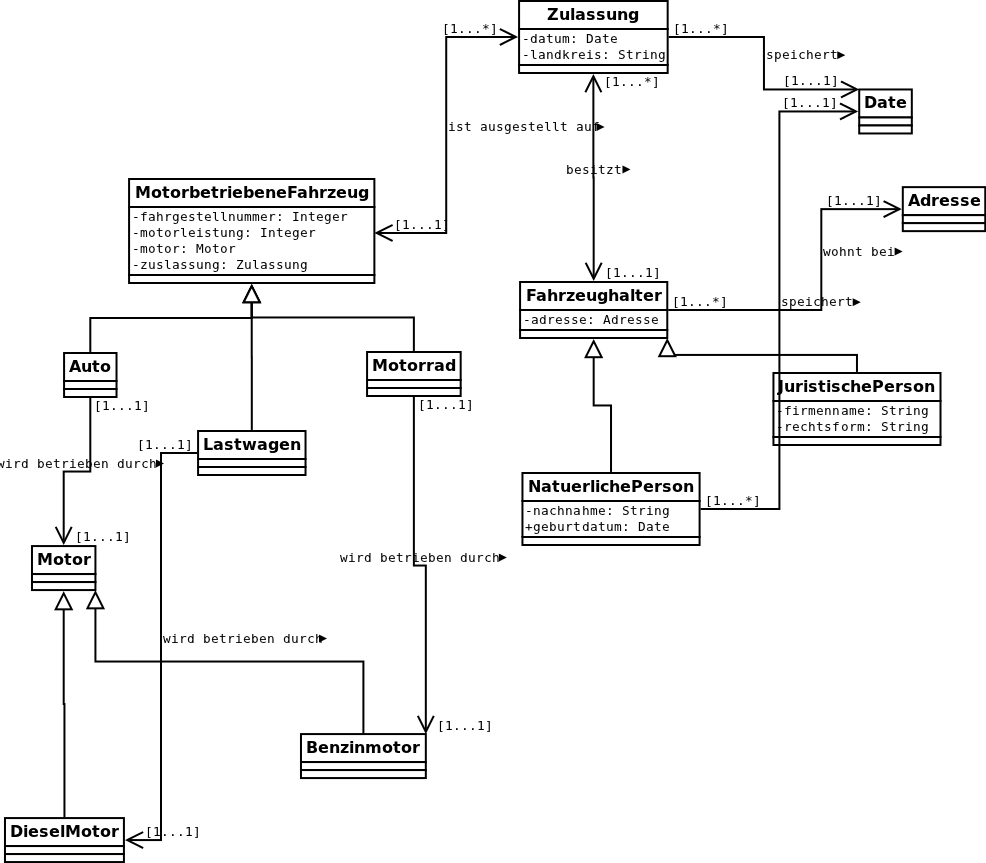 Zulassung
-datum: Date
-landkreis: String
[1...*]
[1...*]
speichert
[1...1]
[1...1]
Date
[1...*]
ist ausgestellt auf
besitzt
MotorbetriebeneFahrzeug
-fahrgestellnummer: Integer
-motorleistung: Integer
-motor: Motor
-zuslassung: Zulassung
[1...1]
[1...1]
Adresse
wohnt bei
[1...1]
Fahrzeughalter
-adresse: Adresse
[1...*]
speichert
Auto
[1...1]
Motorrad
[1...1]
JuristischePerson
-firmenname: String
-rechtsform: String
[1...1]
Lastwagen
wird betrieben durch
NatuerlichePerson
-nachnahme: String
+geburtdatum: Date
[1...*]
[1...1]
Motor
wird betrieben durch
wird betrieben durch
[1...1]
Benzinmotor
DieselMotor
[1...1]